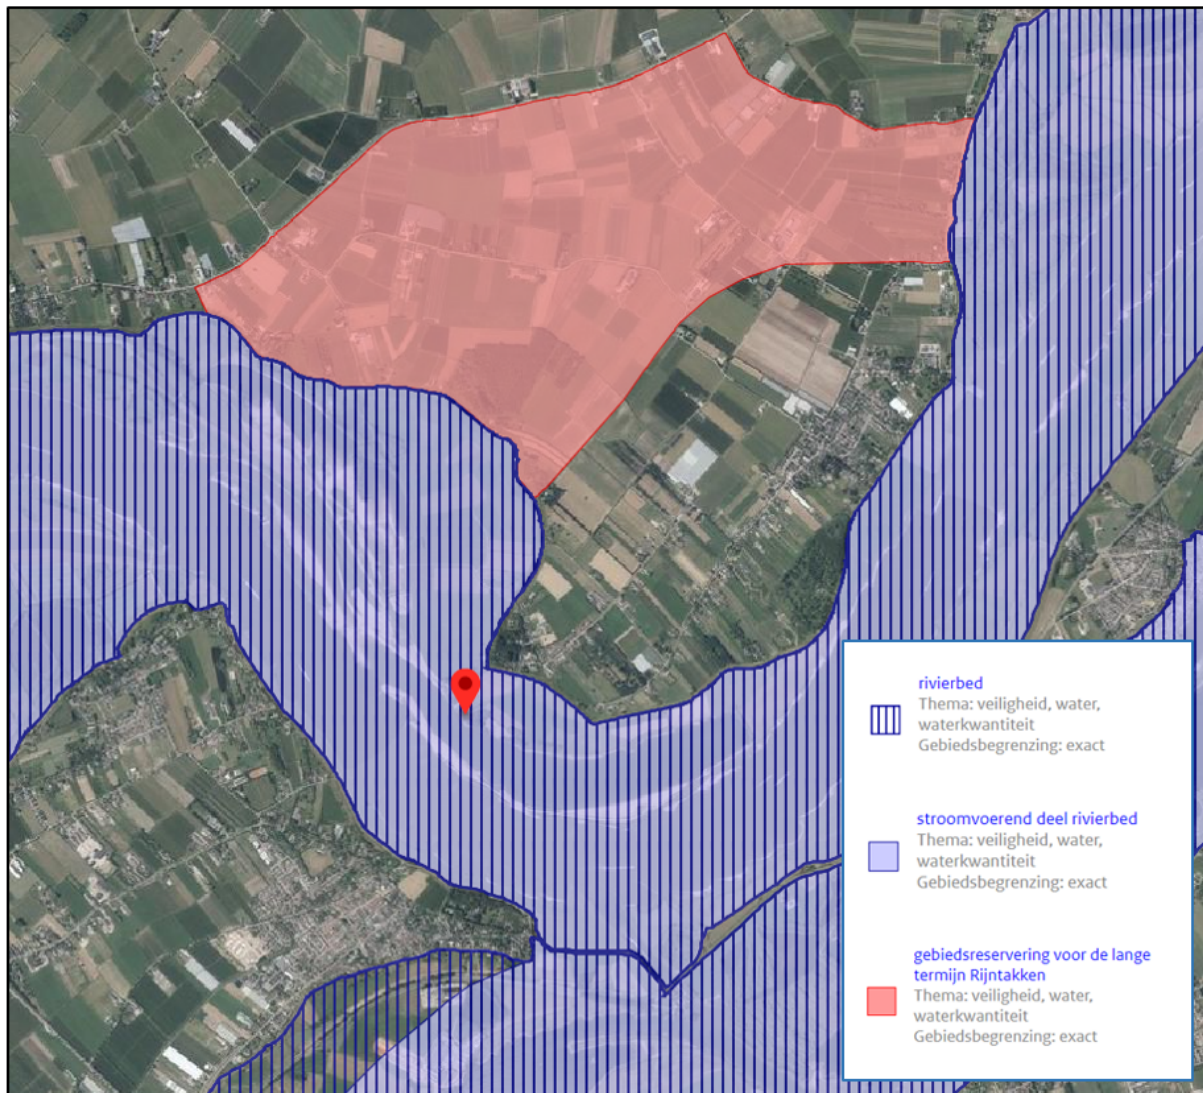 rivierbed
Thema: veiligheid, water,
waterkwantiteit
Gebiedsbegrenzing: exact
stroomvoerend deel rivierbed
Thema: veiligheid, water,
waterkwantiteit
Gebiedsbegrenzing: exact
gebiedsreservering voor de lange
termijn Rijntakken
Thema: veiligheid, water,
waterkwantiteit
Gebiedsbegrenzing: exact